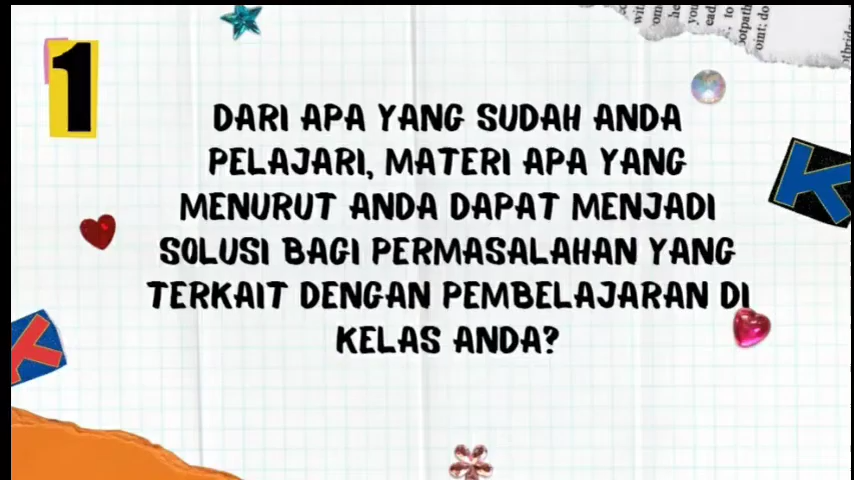 1
DARI APA YANG SUDAH ANDA
PELAJARI, MATERI APA YANG
MENURUT ANDA DAPAT MENJADI
SOLUSI BAGI PERMASALAHAN YANG
TERKAIT DENGAN PEMBELAJARAN DI
KELAS ANDA?
K